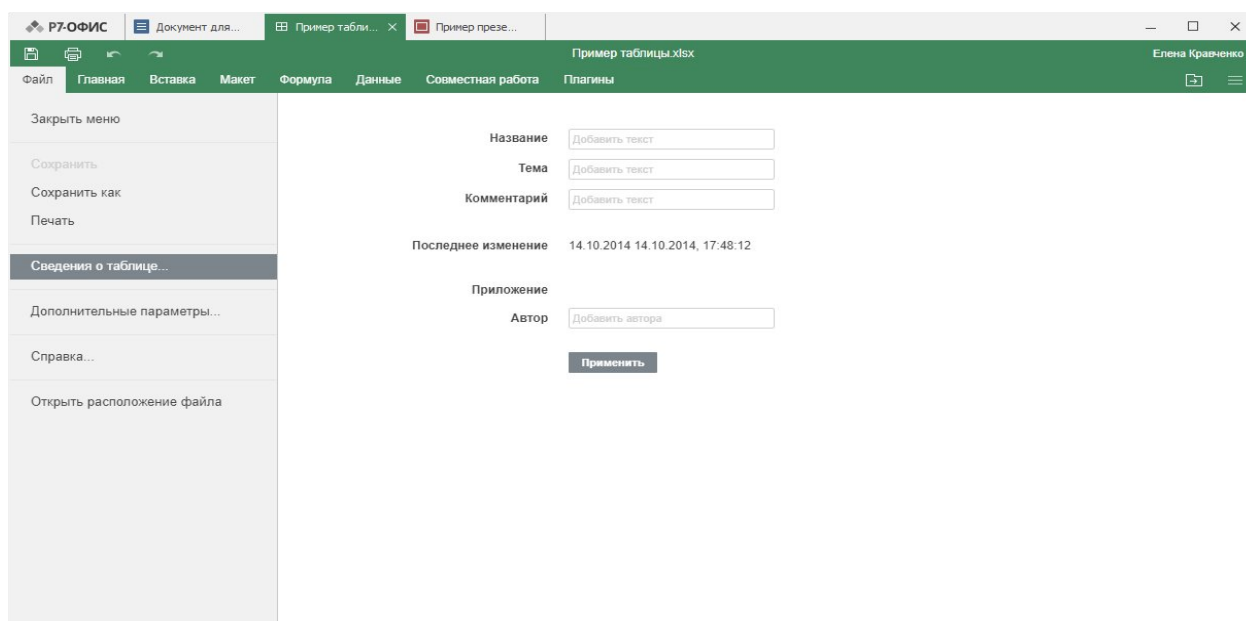 Р7-ОФИС Документ для... Пример табли... Пример презе...
Пример таблицы.xlsx Елена Кравченко
Файл Главная Вставка Макет Формула Данные Совместная работа Плагины
Закрыть меню
Название Добавить текст
Сохранить Тема Добавить текст
Сохранить как Комментарий Добавить текст
Печать
Последнее изменение 14.10.2014 14.10.2014, 17:48:12
Сведения о таблице...
Приложение
Дополнительные параметры... Автор Добавить автора
Справка... Применить
Открыть расположение файла